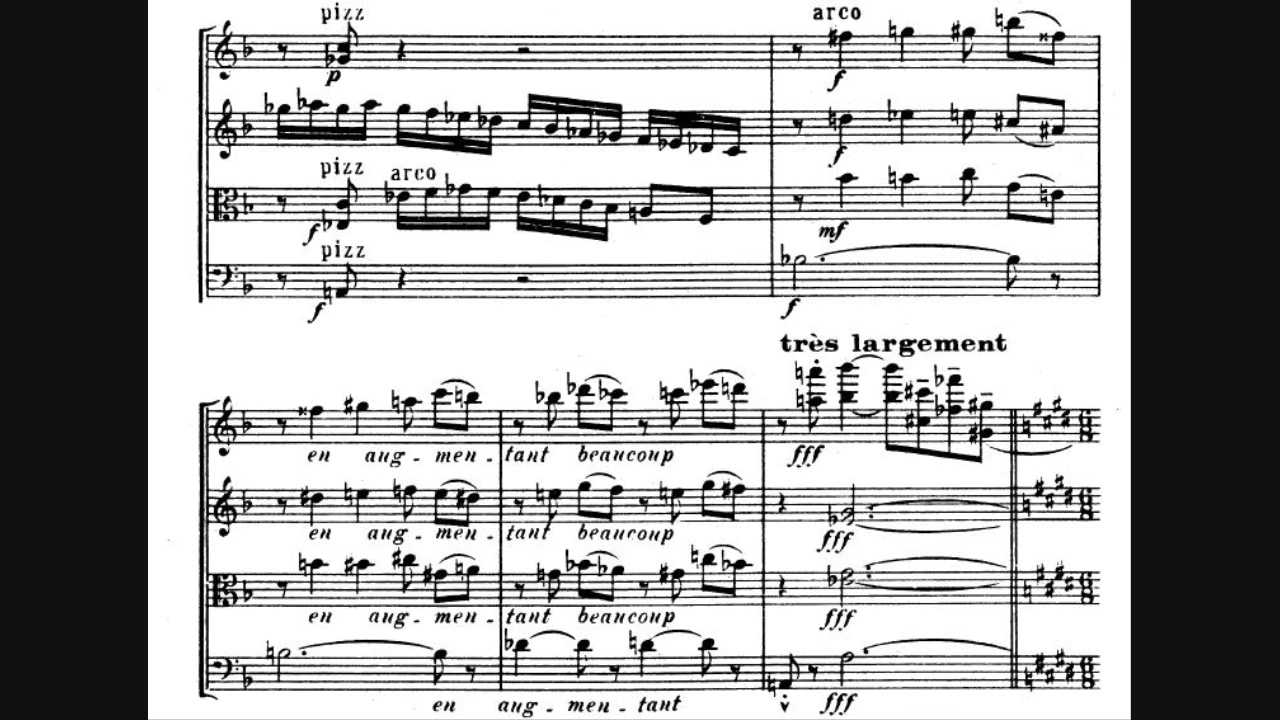 pizz
arco
p
f
f
pizz
arco
f
mf
pizz
f
f
très largement
en aug - men - tant beaucoup
fff
en aug - men - tant beaucoup
fff
en aug - men - tant beaucoup
fff
en aug - men - tant
fff